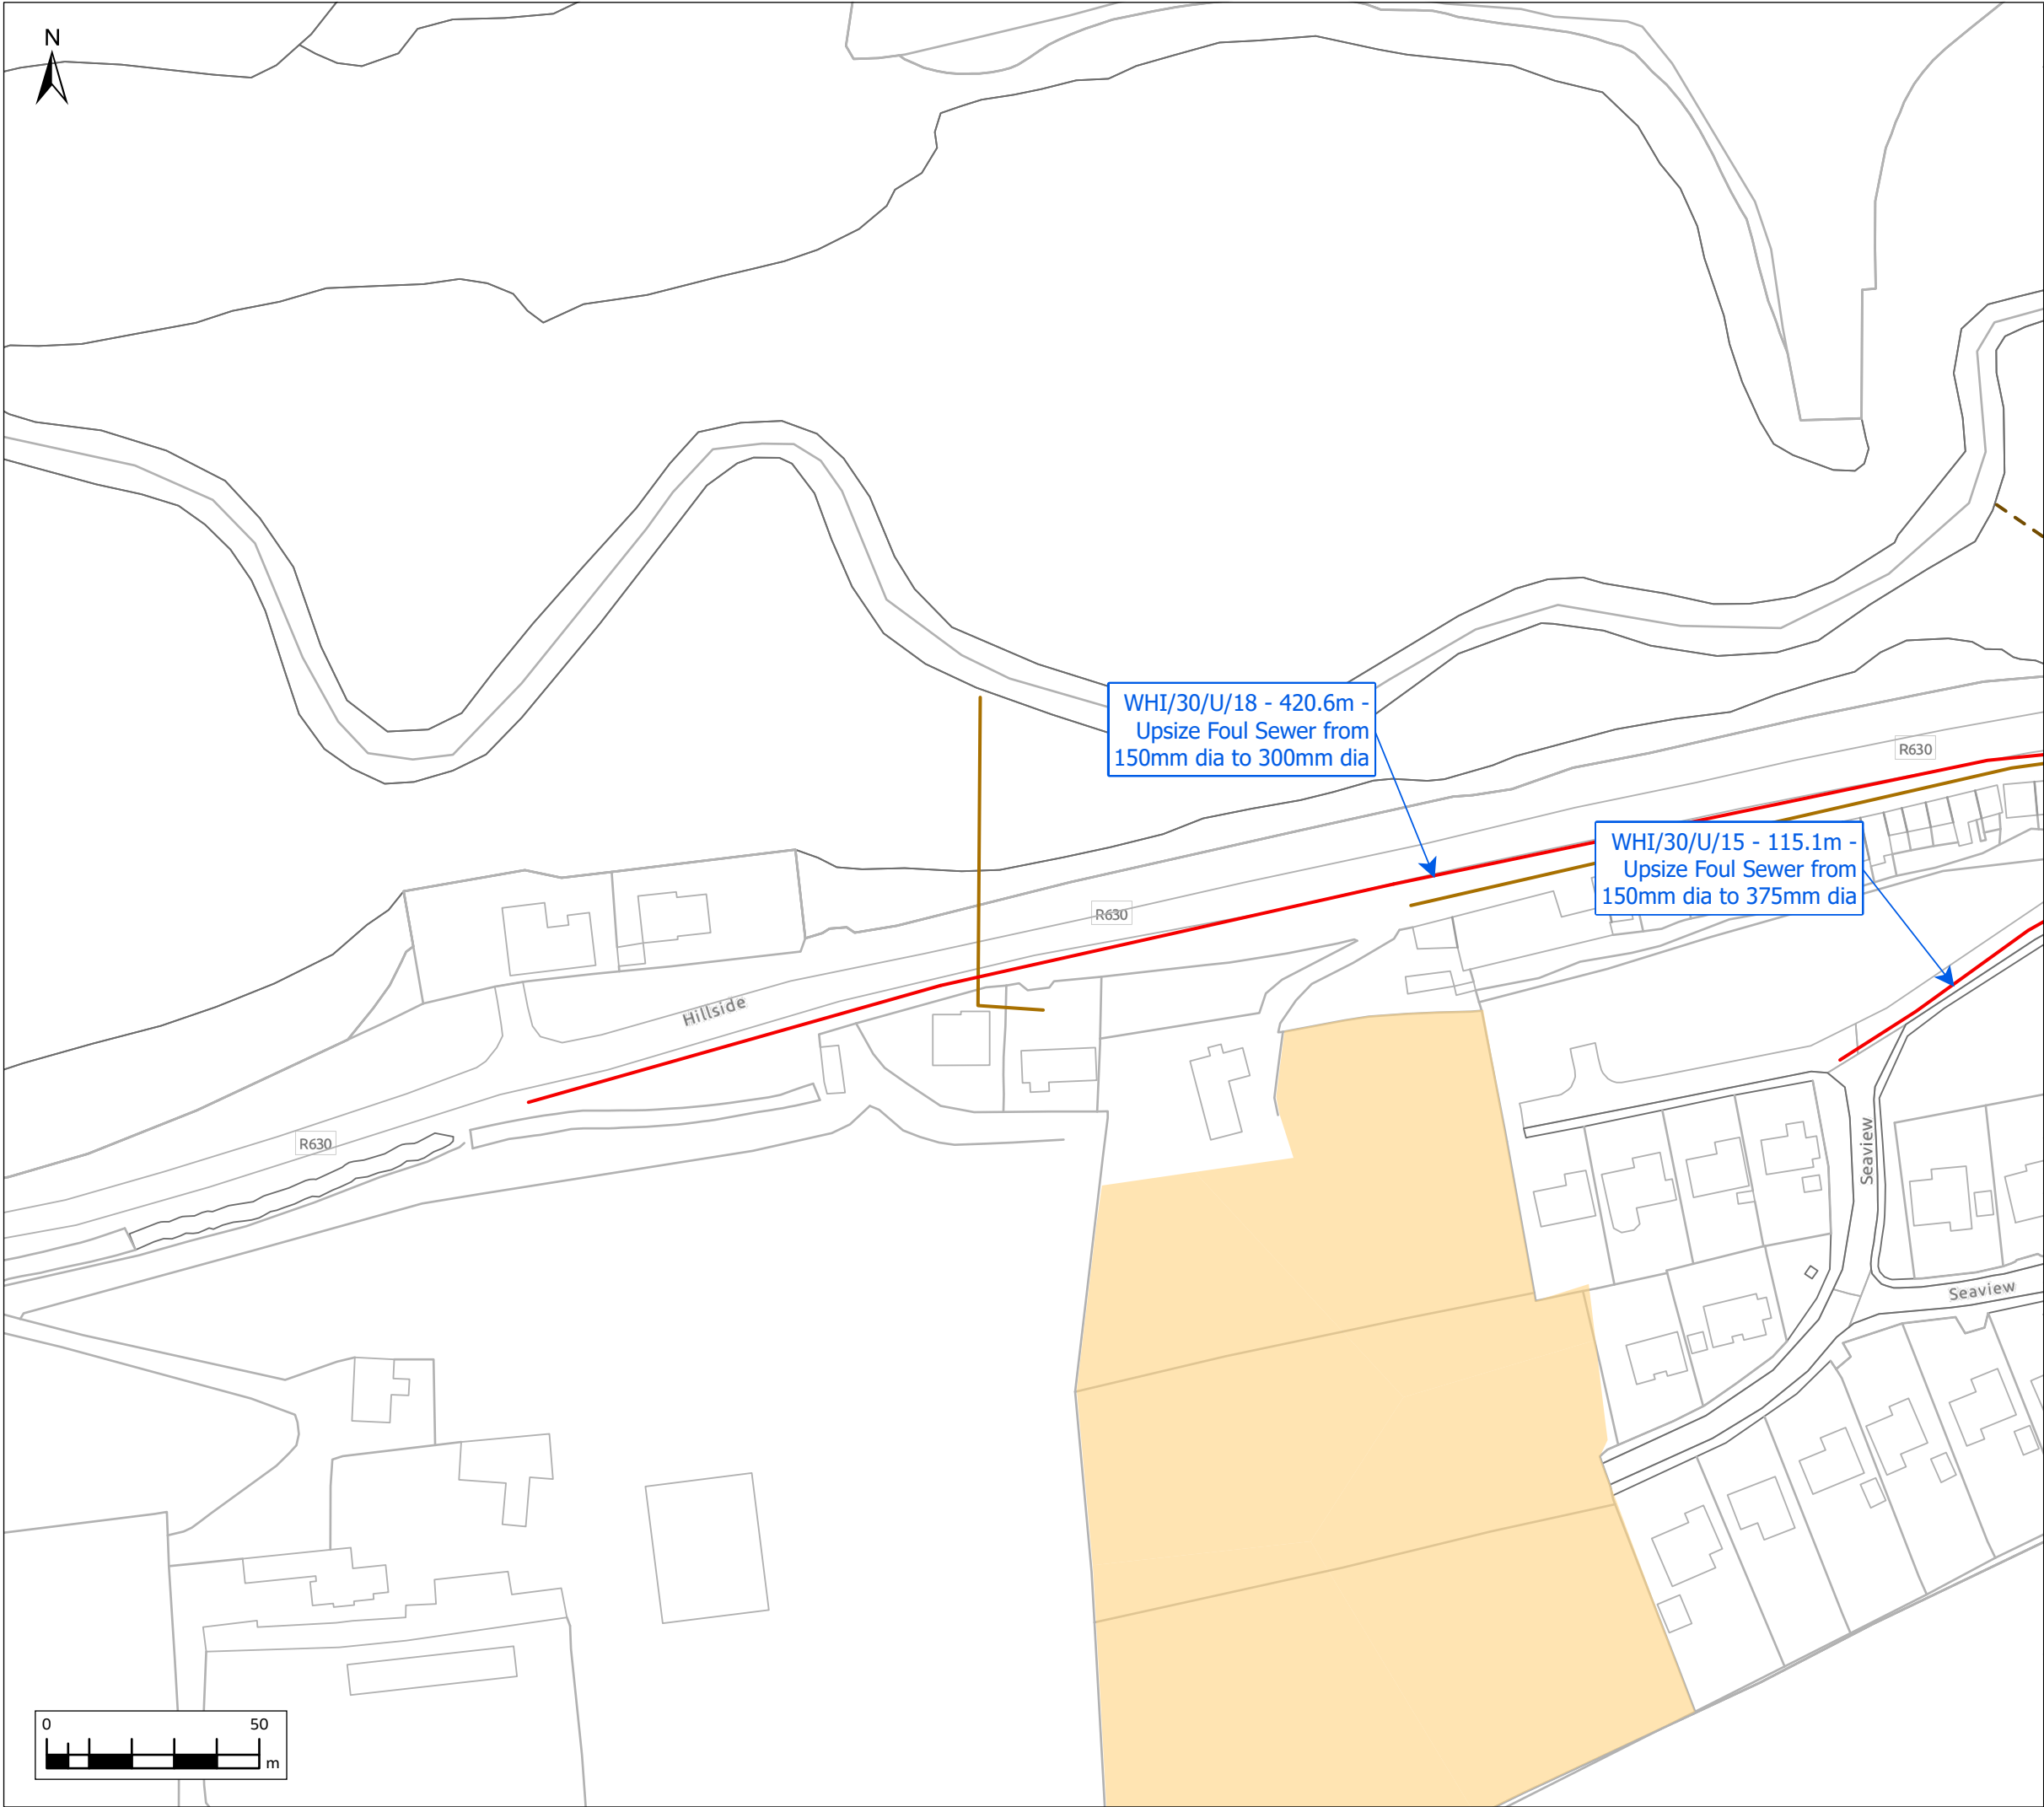 N
WHI/30/U/18 - 420.6m -
Upsize Foul Sewer from
150mm dia to 300mm dia
R630
WHI/30/U/15 - 115.1m -
Upsize Foul Sewer from
150mm dia to 375mm dia
R630
Hillside
R630
Seaview
Seaview
0 50
m